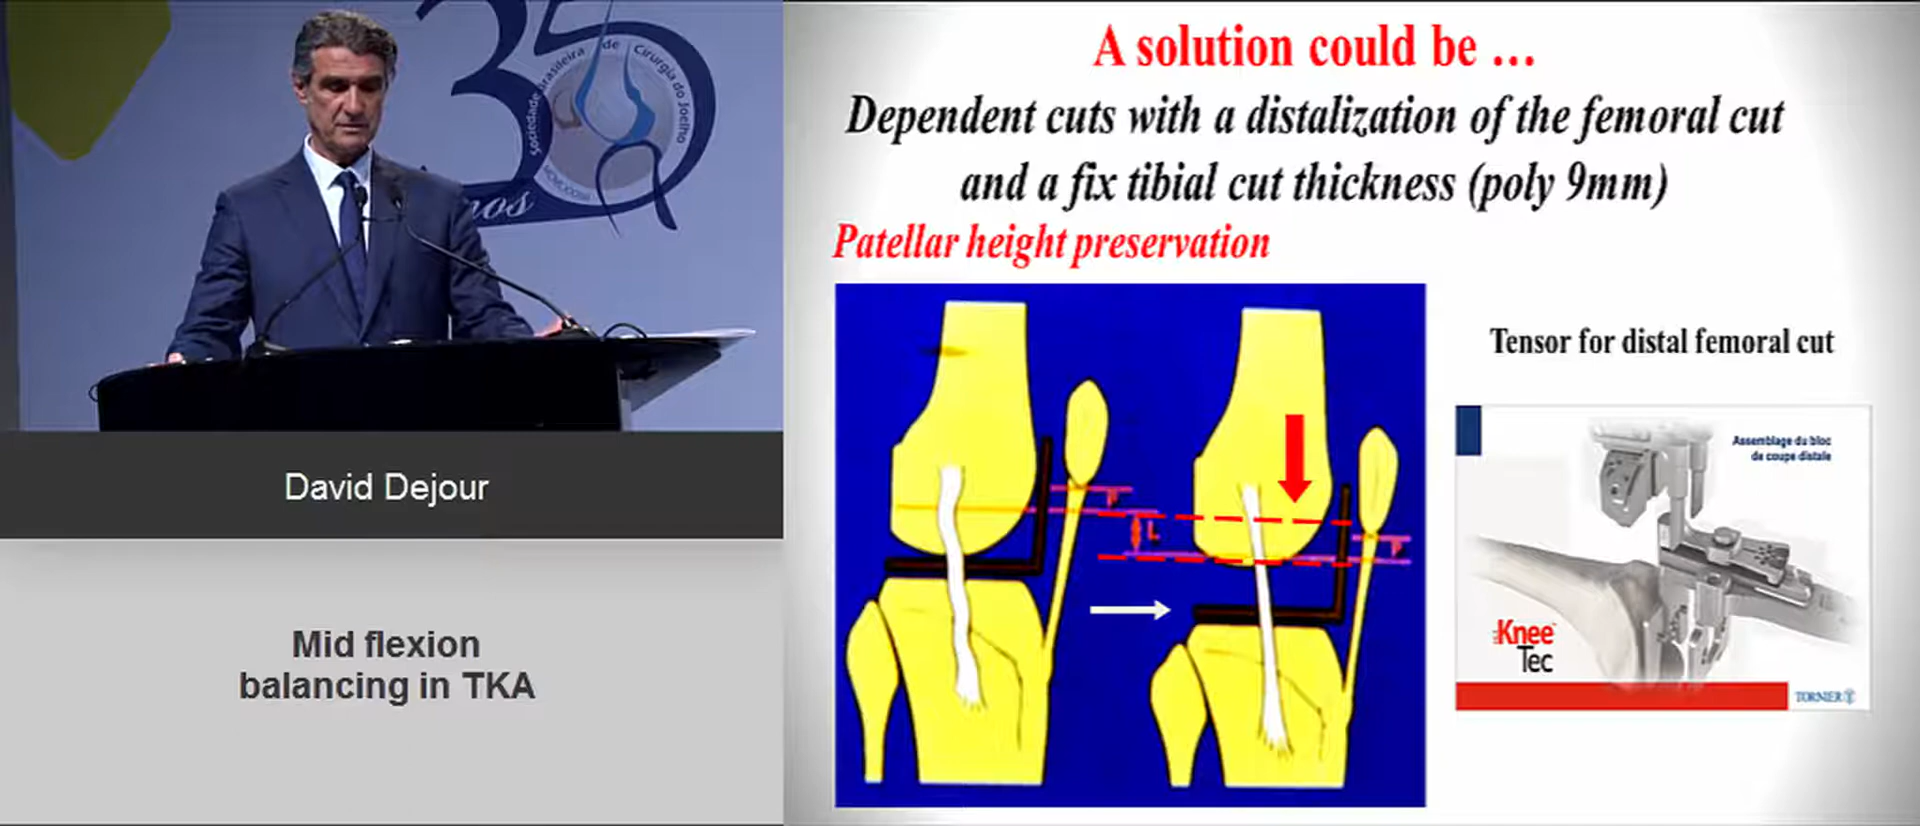 35
Sociedade Brasileira de Cirurgia do Joelho
David Dejour
Mid flexion
balancing in TKA
A solution could be ...
Dependent cuts with a distalization of the femoral cut
and a fix tibial cut thickness (poly 9mm)
Patellar height preservation
Tensor for distal femoral cut
Assemblage du bloc
de coupe distale
Knee
Tec
TORNIER